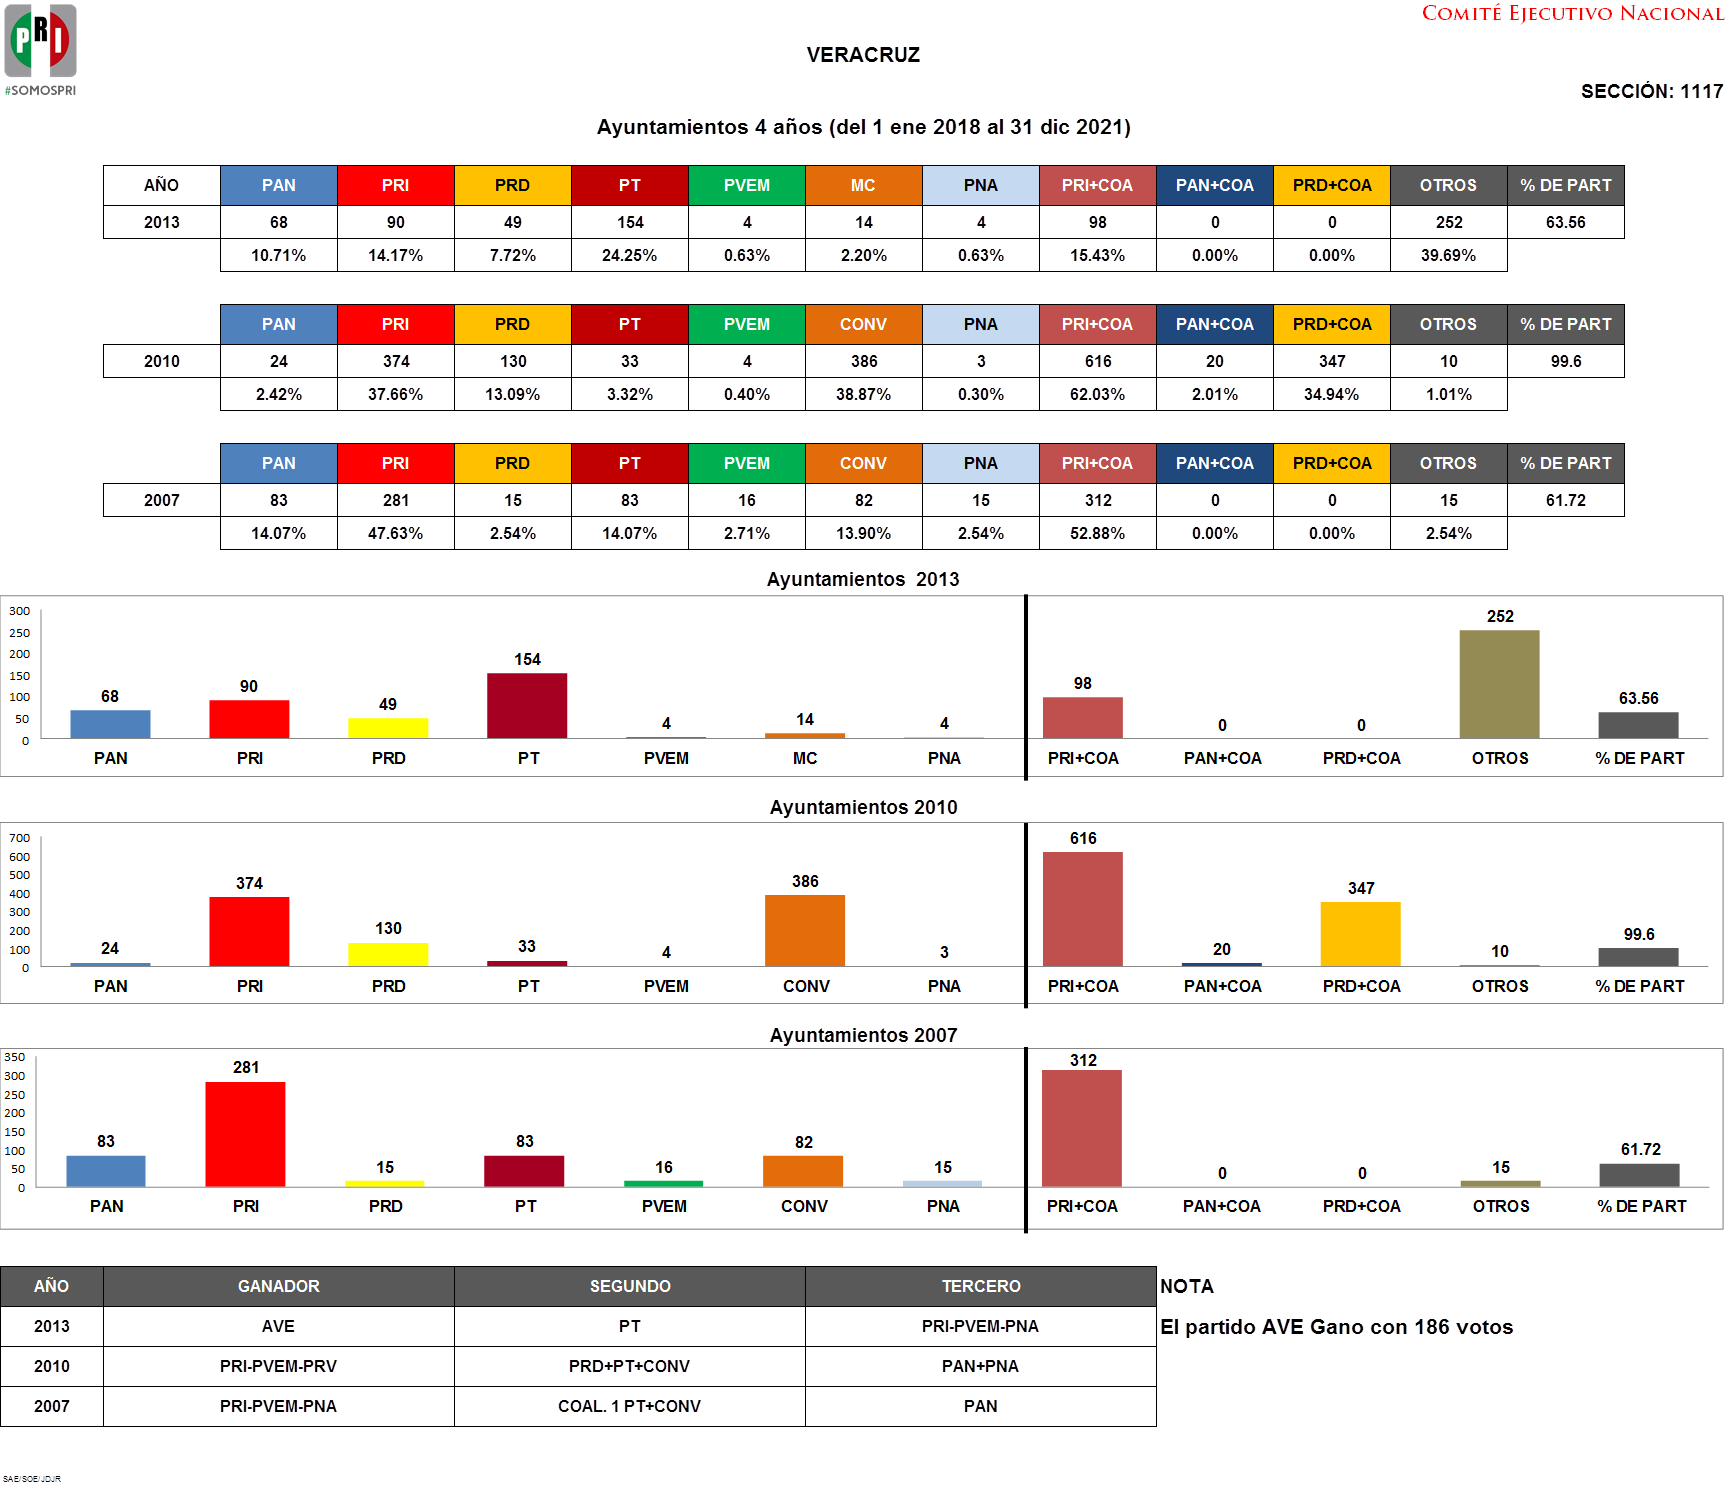 PRI
#SOMOSPRI
COMITÉ EJECUTIVO NACIONAL
VERACRUZ
SECCIÓN: 1117
Ayuntamientos 4 años (del 1 ene 2018 al 31 dic 2021)
AÑO PAN PRI PRD PT PVEM MC PNA PRI+COA PAN+COA PRD+COA OTROS % DE PART
2013 68 90 49 154 4 14 4 98 0 0 252 63.56
10.71% 14.17% 7.72% 24.25% 0.63% 2.20% 0.63% 15.43% 0.00% 0.00% 39.69%
PAN PRI PRD PT PVEM CONV PNA PRI+COA PAN+COA PRD+COA OTROS % DE PART
2010 24 374 130 33 4 386 3 616 20 347 10 99.6
2.42% 37.66% 13.09% 3.32% 0.40% 38.87% 0.30% 62.03% 2.01% 34.94% 1.01%
PAN PRI PRD PT PVEM CONV PNA PRI+COA PAN+COA PRD+COA OTROS % DE PART
2007 83 281 15 83 16 82 15 312 0 0 15 61.72
14.07% 47.63% 2.54% 14.07% 2.71% 13.90% 2.54% 52.88% 0.00% 0.00% 2.54%
Ayuntamientos 2013
300
250
200
150
100
50
0
68 90 49 154 4 14 4 98 0 0 252 63.56
PAN PRI PRD PT PVEM MC PNA PRI+COA PAN+COA PRD+COA OTROS % DE PART
Ayuntamientos 2010
700
600
500
400
300
200
100
0
24 374 130 33 4 386 3 616 20 347 10 99.6
PAN PRI PRD PT PVEM CONV PNA PRI+COA PAN+COA PRD+COA OTROS % DE PART
Ayuntamientos 2007
350
300
250
200
150
100
50
0
83 281 15 83 16 82 15 312 0 0 15 61.72
PAN PRI PRD PT PVEM CONV PNA PRI+COA PAN+COA PRD+COA OTROS % DE PART
AÑO GANADOR SEGUNDO TERCERO NOTA
2013 AVE PT PRI-PVEM-PNA El partido AVE Gano con 186 votos
2010 PRI-PVEM-PRV PRD+PT+CONV PAN+PNA
2007 PRI-PVEM-PNA COAL. 1 PT+CONV PAN
SAE/SOE/JDJR